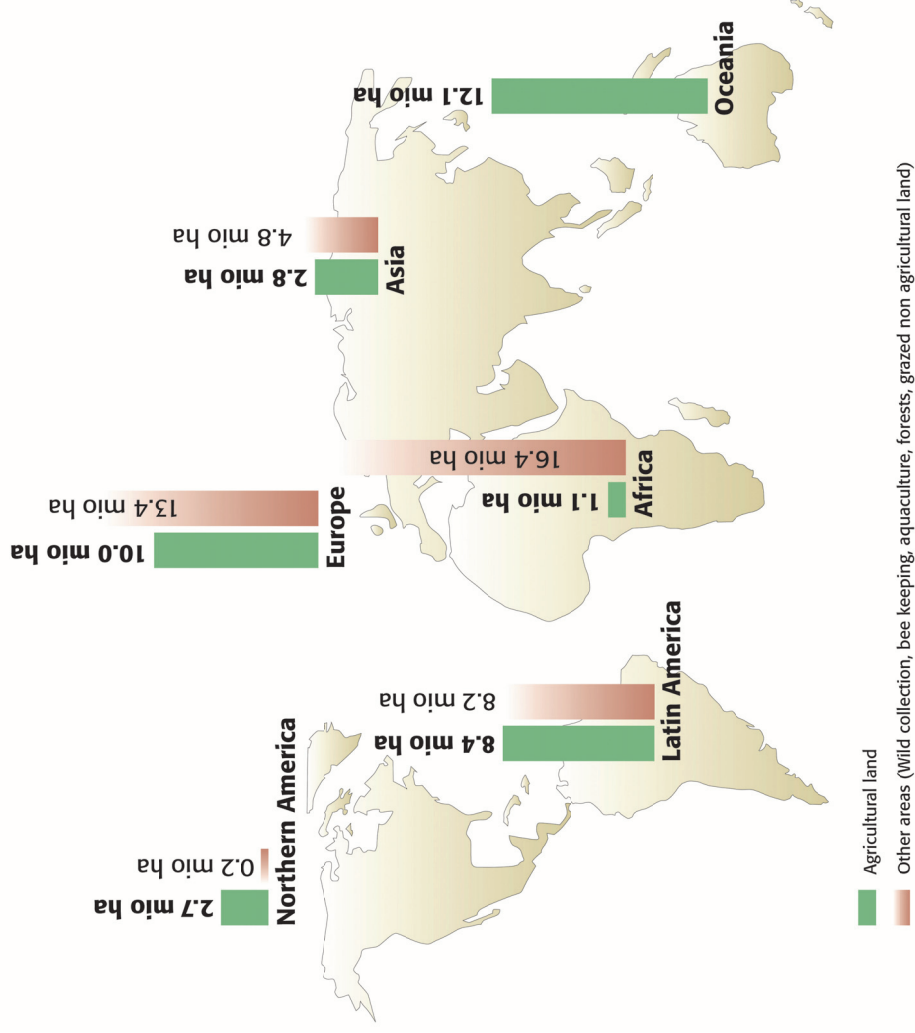 2.7 mio ha
0.2 mio ha
Northern America
10.0 mio ha
13.4 mio ha
Europe
2.8 mio ha
4.8 mio ha
Asia
8.4 mio ha
8.2 mio ha
Latin America
1.1 mio ha
16.4 mio ha
Africa
12.1 mio ha
Oceania
Agricultural land
Other areas (Wild collection, bee keeping, aquaculture, forests, grazed non agricultural land)